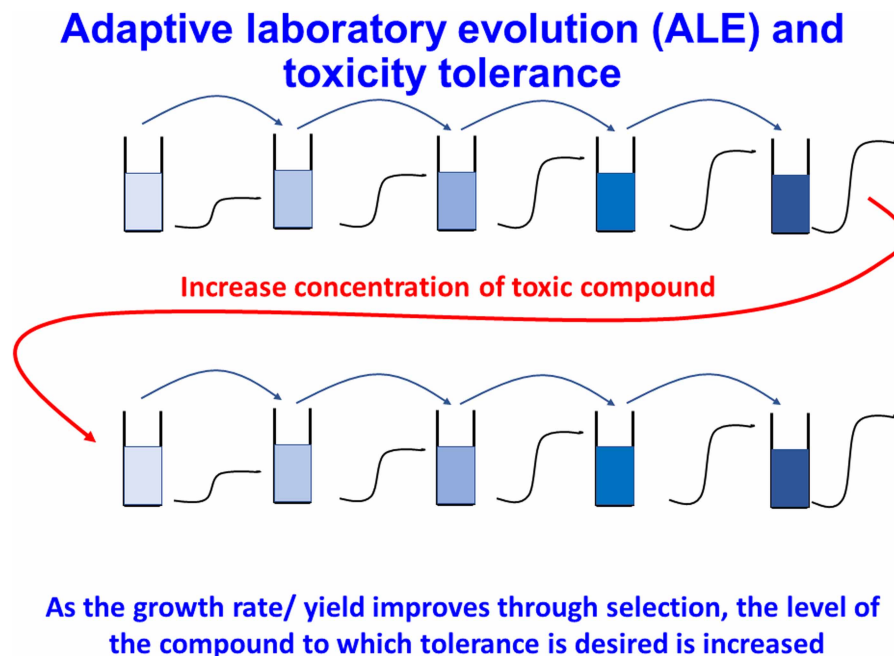 Adaptive laboratory evolution (ALE) and
toxicity tolerance
Increase concentration of toxic compound
As the growth rate/ yield improves through selection, the level of
the compound to which tolerance is desired is increased